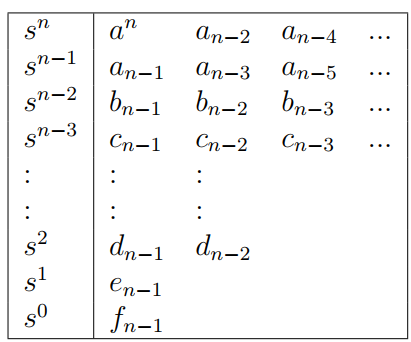 sⁿ aⁿ aₙ₋₂ aₙ₋₄ ...
sⁿ⁻¹ aₙ₋₁ aₙ₋₃ aₙ₋₅ ...
sⁿ⁻² bₙ₋₁ bₙ₋₂ bₙ₋₃ ...
sⁿ⁻³ cₙ₋₁ cₙ₋₂ cₙ₋₃ ...
: : :
: : :
s² dₙ₋₁ dₙ₋₂
s¹ eₙ₋₁
s⁰ fₙ₋₁